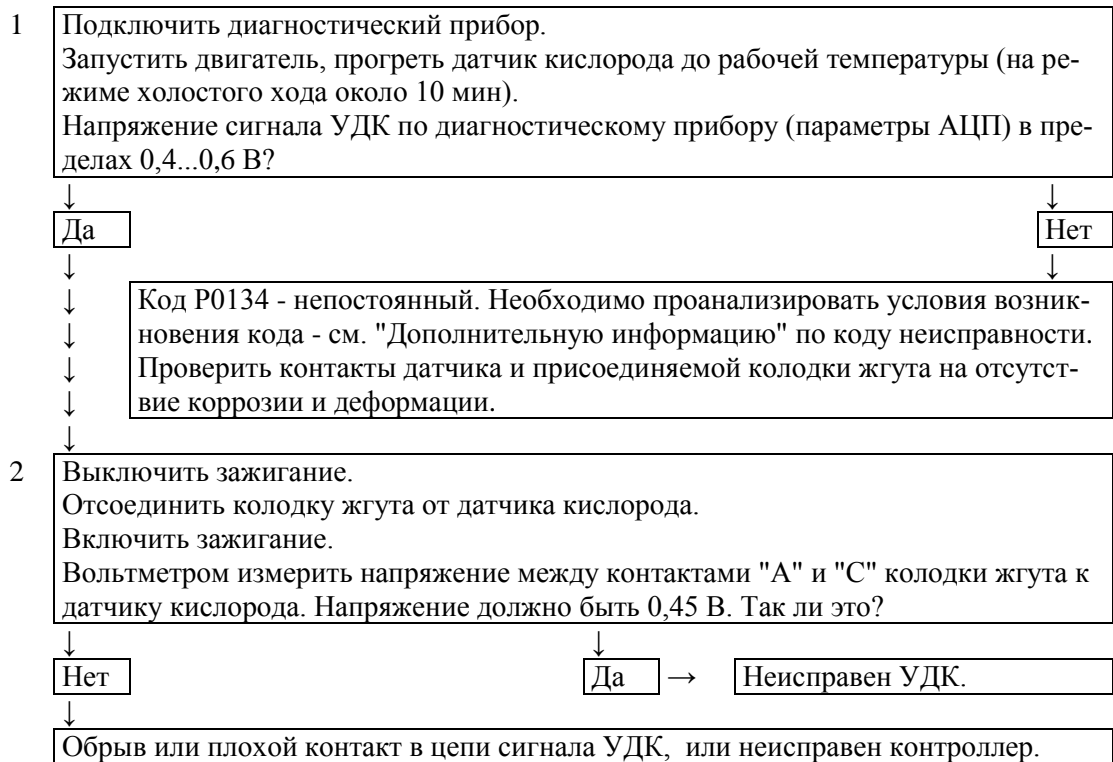 1 Подключить диагностический прибор.
Запустить двигатель, прогреть датчик кислорода до рабочей температуры (на ре-
жиме холостого хода около 10 мин).
Напряжение сигнала УДК по диагностическому прибору (параметры АЦП) в пре-
делах 0,4...0,6 В?
↓ ↓
Да Нет
↓ ↓
↓ Код Р0134 - непостоянный. Необходимо проанализировать условия возник-
↓ новения кода - см. "Дополнительную информацию" по коду неисправности.
↓ Проверить контакты датчика и присоединяемой колодки жгута на отсутст-
↓ вие коррозии и деформации.
↓
2 Выключить зажигание.
Отсоединить колодку жгута от датчика кислорода.
Включить зажигание.
Вольтметром измерить напряжение между контактами "А" и "С" колодки жгута к
датчику кислорода. Напряжение должно быть 0,45 В. Так ли это?
↓ ↓
Нет Да → Неисправен УДК.
↓
Обрыв или плохой контакт в цепи сигнала УДК, или неисправен контроллер.